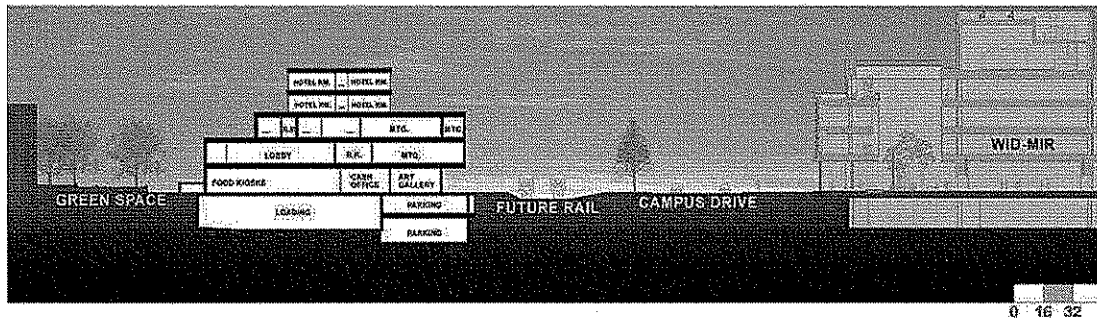 HOTEL RM. HOTEL RM.
HOTEL RM. HOTEL RM.
MTG. MTG
LOBBY MTG.
FOOD KIOSKS CASH OFFICE ART GALLERY
LOADING PARKING
PARKING
GREEN SPACE FUTURE RAIL CAMPUS DRIVE WID-MIR
0 16 32